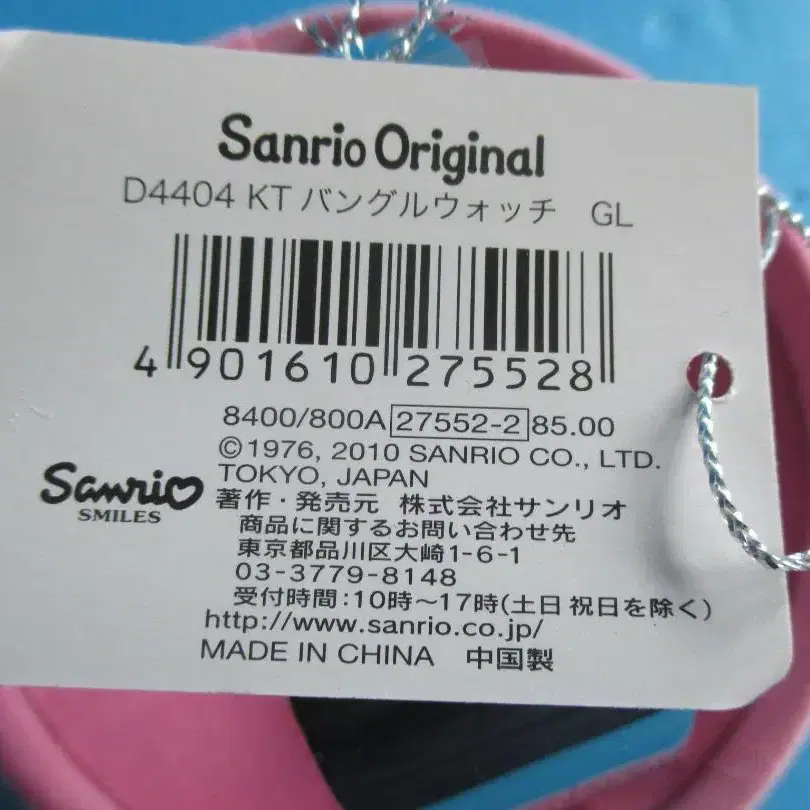 Sanrio Original
D4404 KT バングルウォッチ GL
4 901610 275528
8400/800A 27552-2 85.00
©1976, 2010 SANRIO CO., LTD.
TOKYO, JAPAN
Sanrio
SMILES
著作・発売元 株式会社サンリオ
商品に関するお問い合わせ先
東京都品川区大崎1-6-1
03-3779-8148
受付時間:10時〜17時(土日 祝日を除く)
http://www.sanrio.co.jp/
MADE IN CHINA 中国製